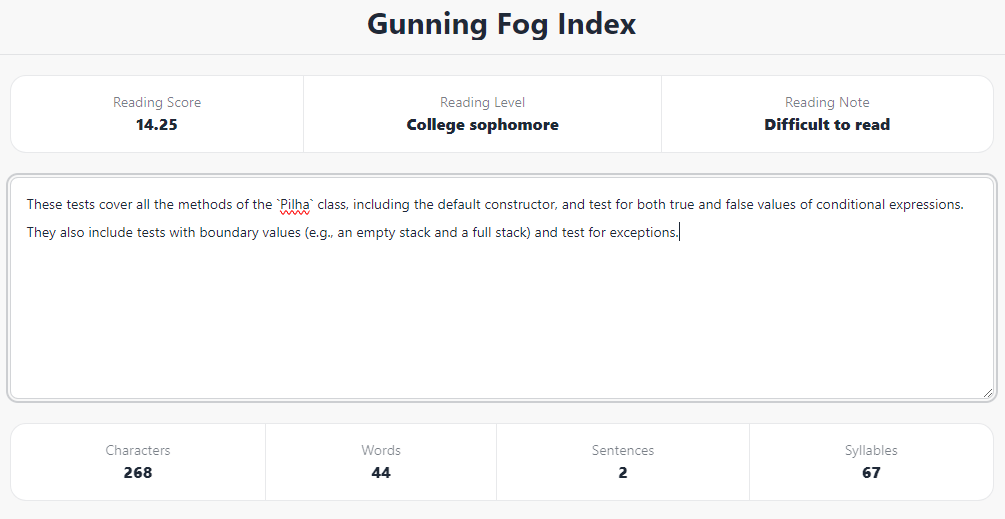 Gunning Fog Index
Reading Score
14.25
Reading Level
College sophomore
Reading Note
Difficult to read
These tests cover all the methods of the `Pilha` class, including the default constructor, and test for both true and false values of conditional expressions.
They also include tests with boundary values (e.g., an empty stack and a full stack) and test for exceptions.
Characters
268
Words
44
Sentences
2
Syllables
67